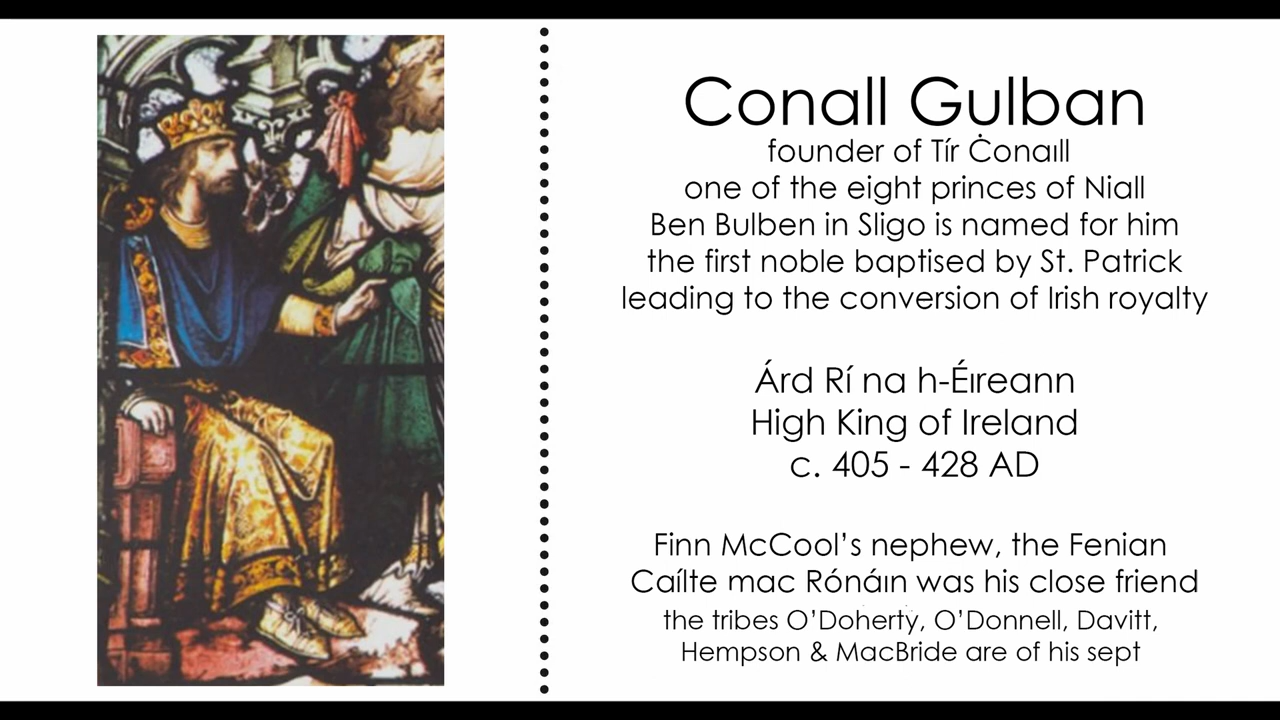 Conall Gulban
founder of Tír Ċonaıll
one of the eight princes of Niall
Ben Bulben in Sligo is named for him
the first noble baptised by St. Patrick
leading to the conversion of Irish royalty
Árd Rí na h-Éıreann
High King of Ireland
c. 405 - 428 AD
Finn McCool’s nephew, the Fenian
Caílte mac Rónáın was his close friend
the tribes O’Doherty, O’Donnell, Davitt,
Hempson & MacBride are of his sept